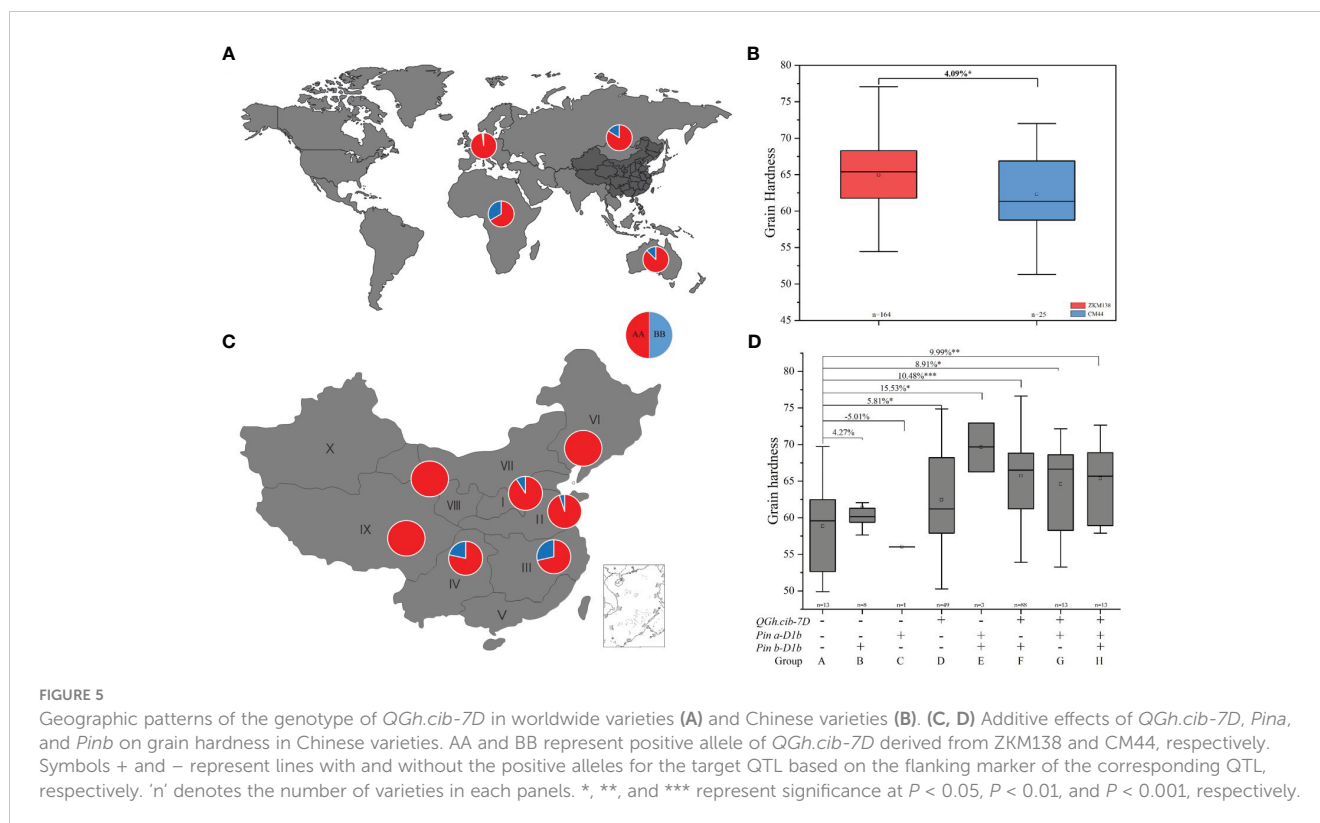 A
B
Grain Hardness
80
75
70
65
60
55
50
45
4.09%*
n=164
n=25
ZKM138
CM44
AA BB
C
X
VI
VII
VIII
I
II
IX
IV
III
V
D
Grain hardness
80
75
70
65
60
55
50
9.99%**
8.91%*
10.48%***
15.53%*
5.81%*
-5.01%
4.27%
n=13 n=8 n=1 n=49 n=3 n=88 n=13 n=13
QGh.cib-7D - - - + - + + +
Pin a-D1b - - + - + - + +
Pin b-D1b - + - - + + - +
Group A B C D E F G H
FIGURE 5
Geographic patterns of the genotype of QGh.cib-7D in worldwide varieties (A) and Chinese varieties (B). (C, D) Additive effects of QGh.cib-7D, Pina,
and Pinb on grain hardness in Chinese varieties. AA and BB represent positive allele of QGh.cib-7D derived from ZKM138 and CM44, respectively.
Symbols + and – represent lines with and without the positive alleles for the target QTL based on the flanking marker of the corresponding QTL,
respectively. ‘n’ denotes the number of varieties in each panels. *, **, and *** represent significance at P < 0.05, P < 0.01, and P < 0.001, respectively.